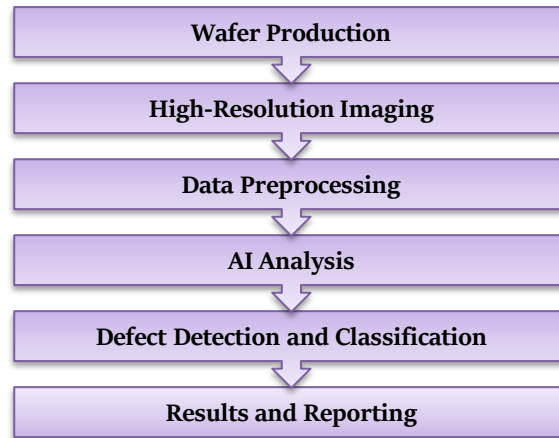 Wafer Production
High-Resolution Imaging
Data Preprocessing
AI Analysis
Defect Detection and Classification
Results and Reporting